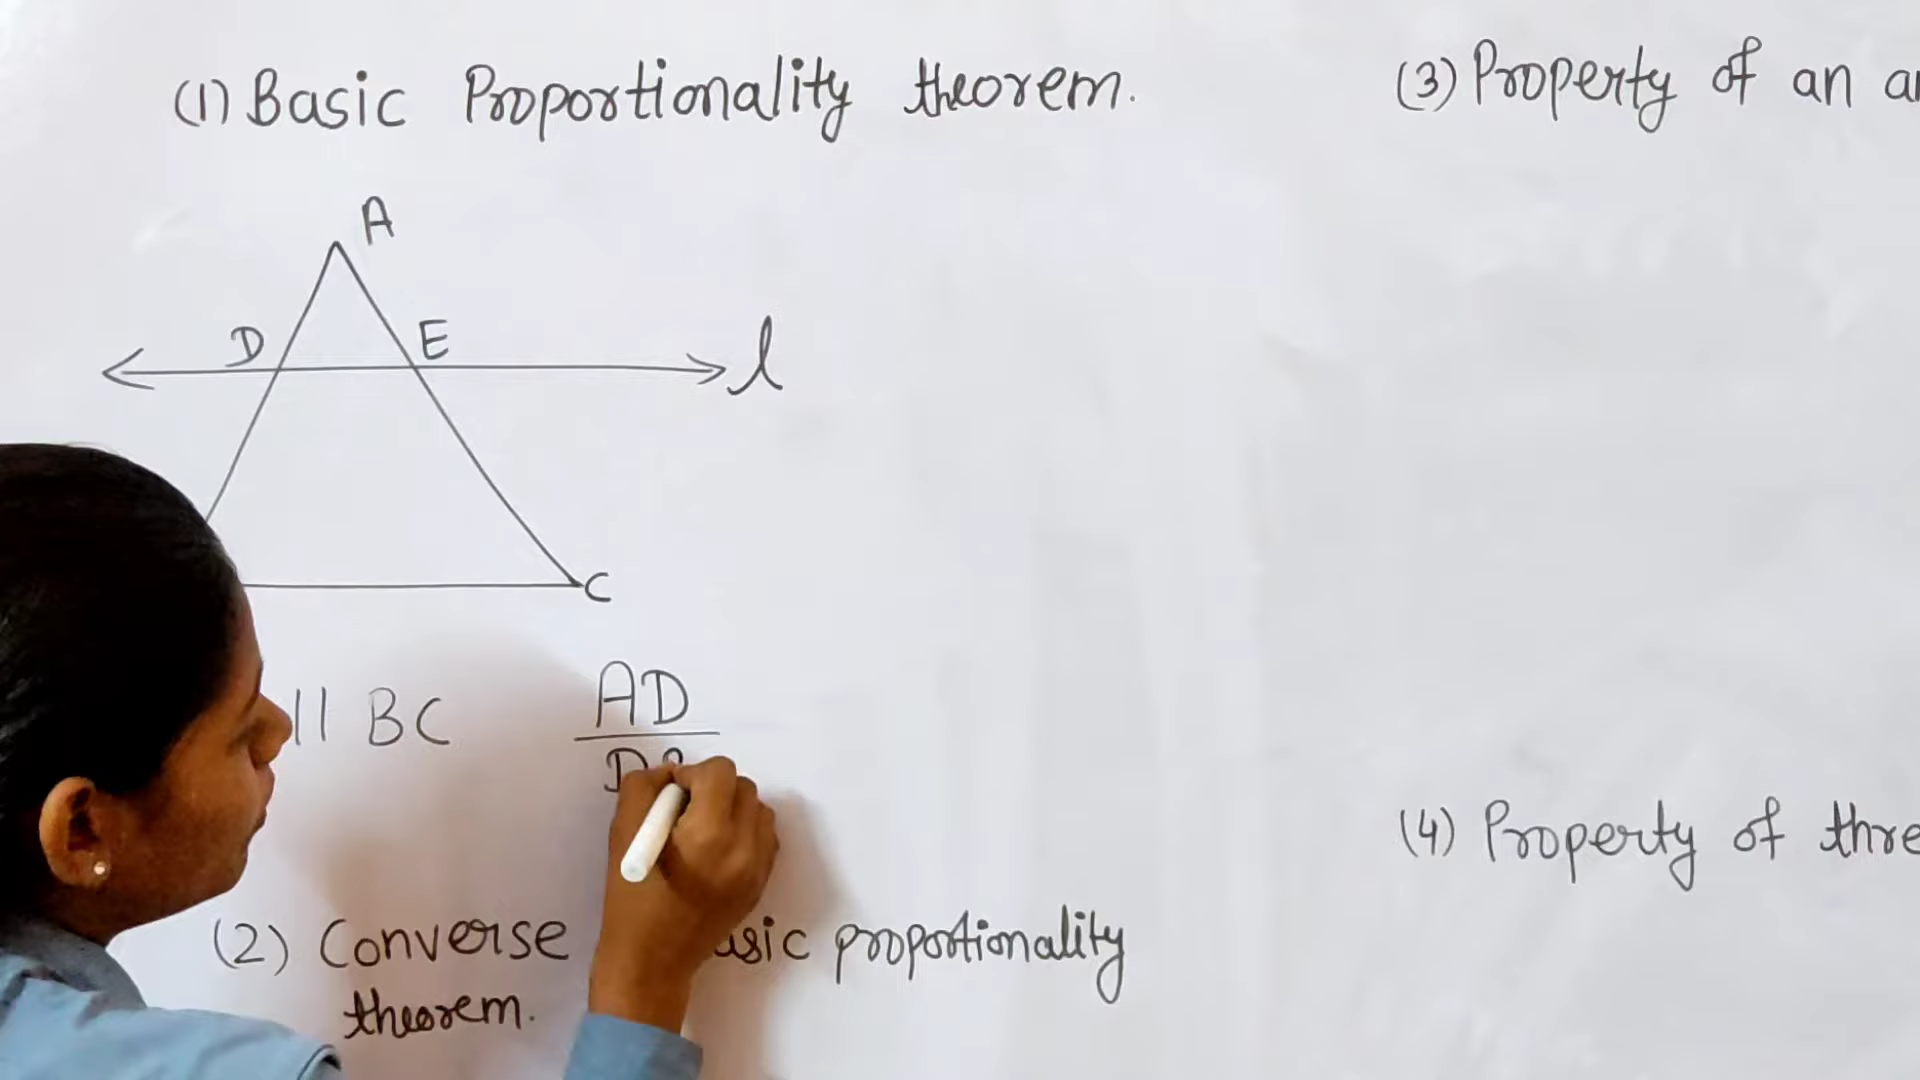 (1) Basic Proportionality theorem.
A
D E
l
C
|| BC
AD
D
(2) Converse proportionality
theorem.
(3) Property of an
(4) Property of